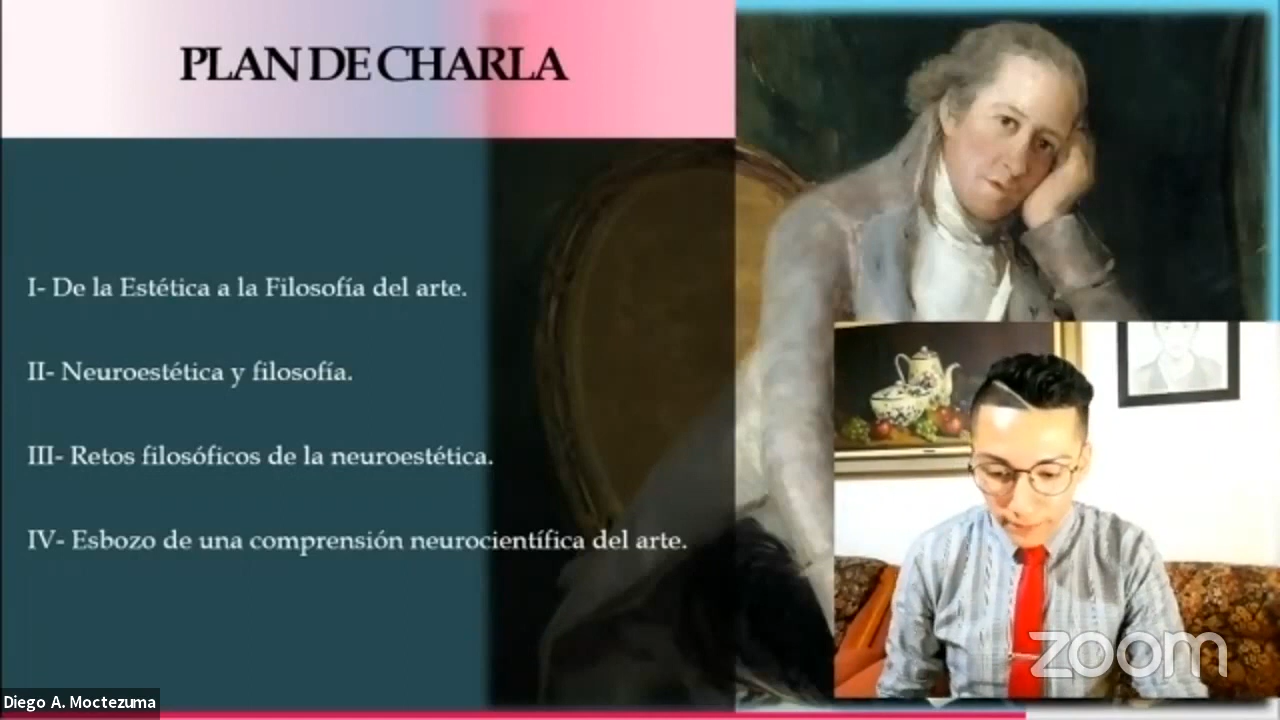 PLAN DE CHARLA
I- De la Estética a la Filosofía del arte.
II- Neuroestética y filosofía.
III- Retos filosóficos de la neuroestética.
IV- Esbozo de una comprensión neurocientífica del arte.
zoom
Diego A. Moctezuma